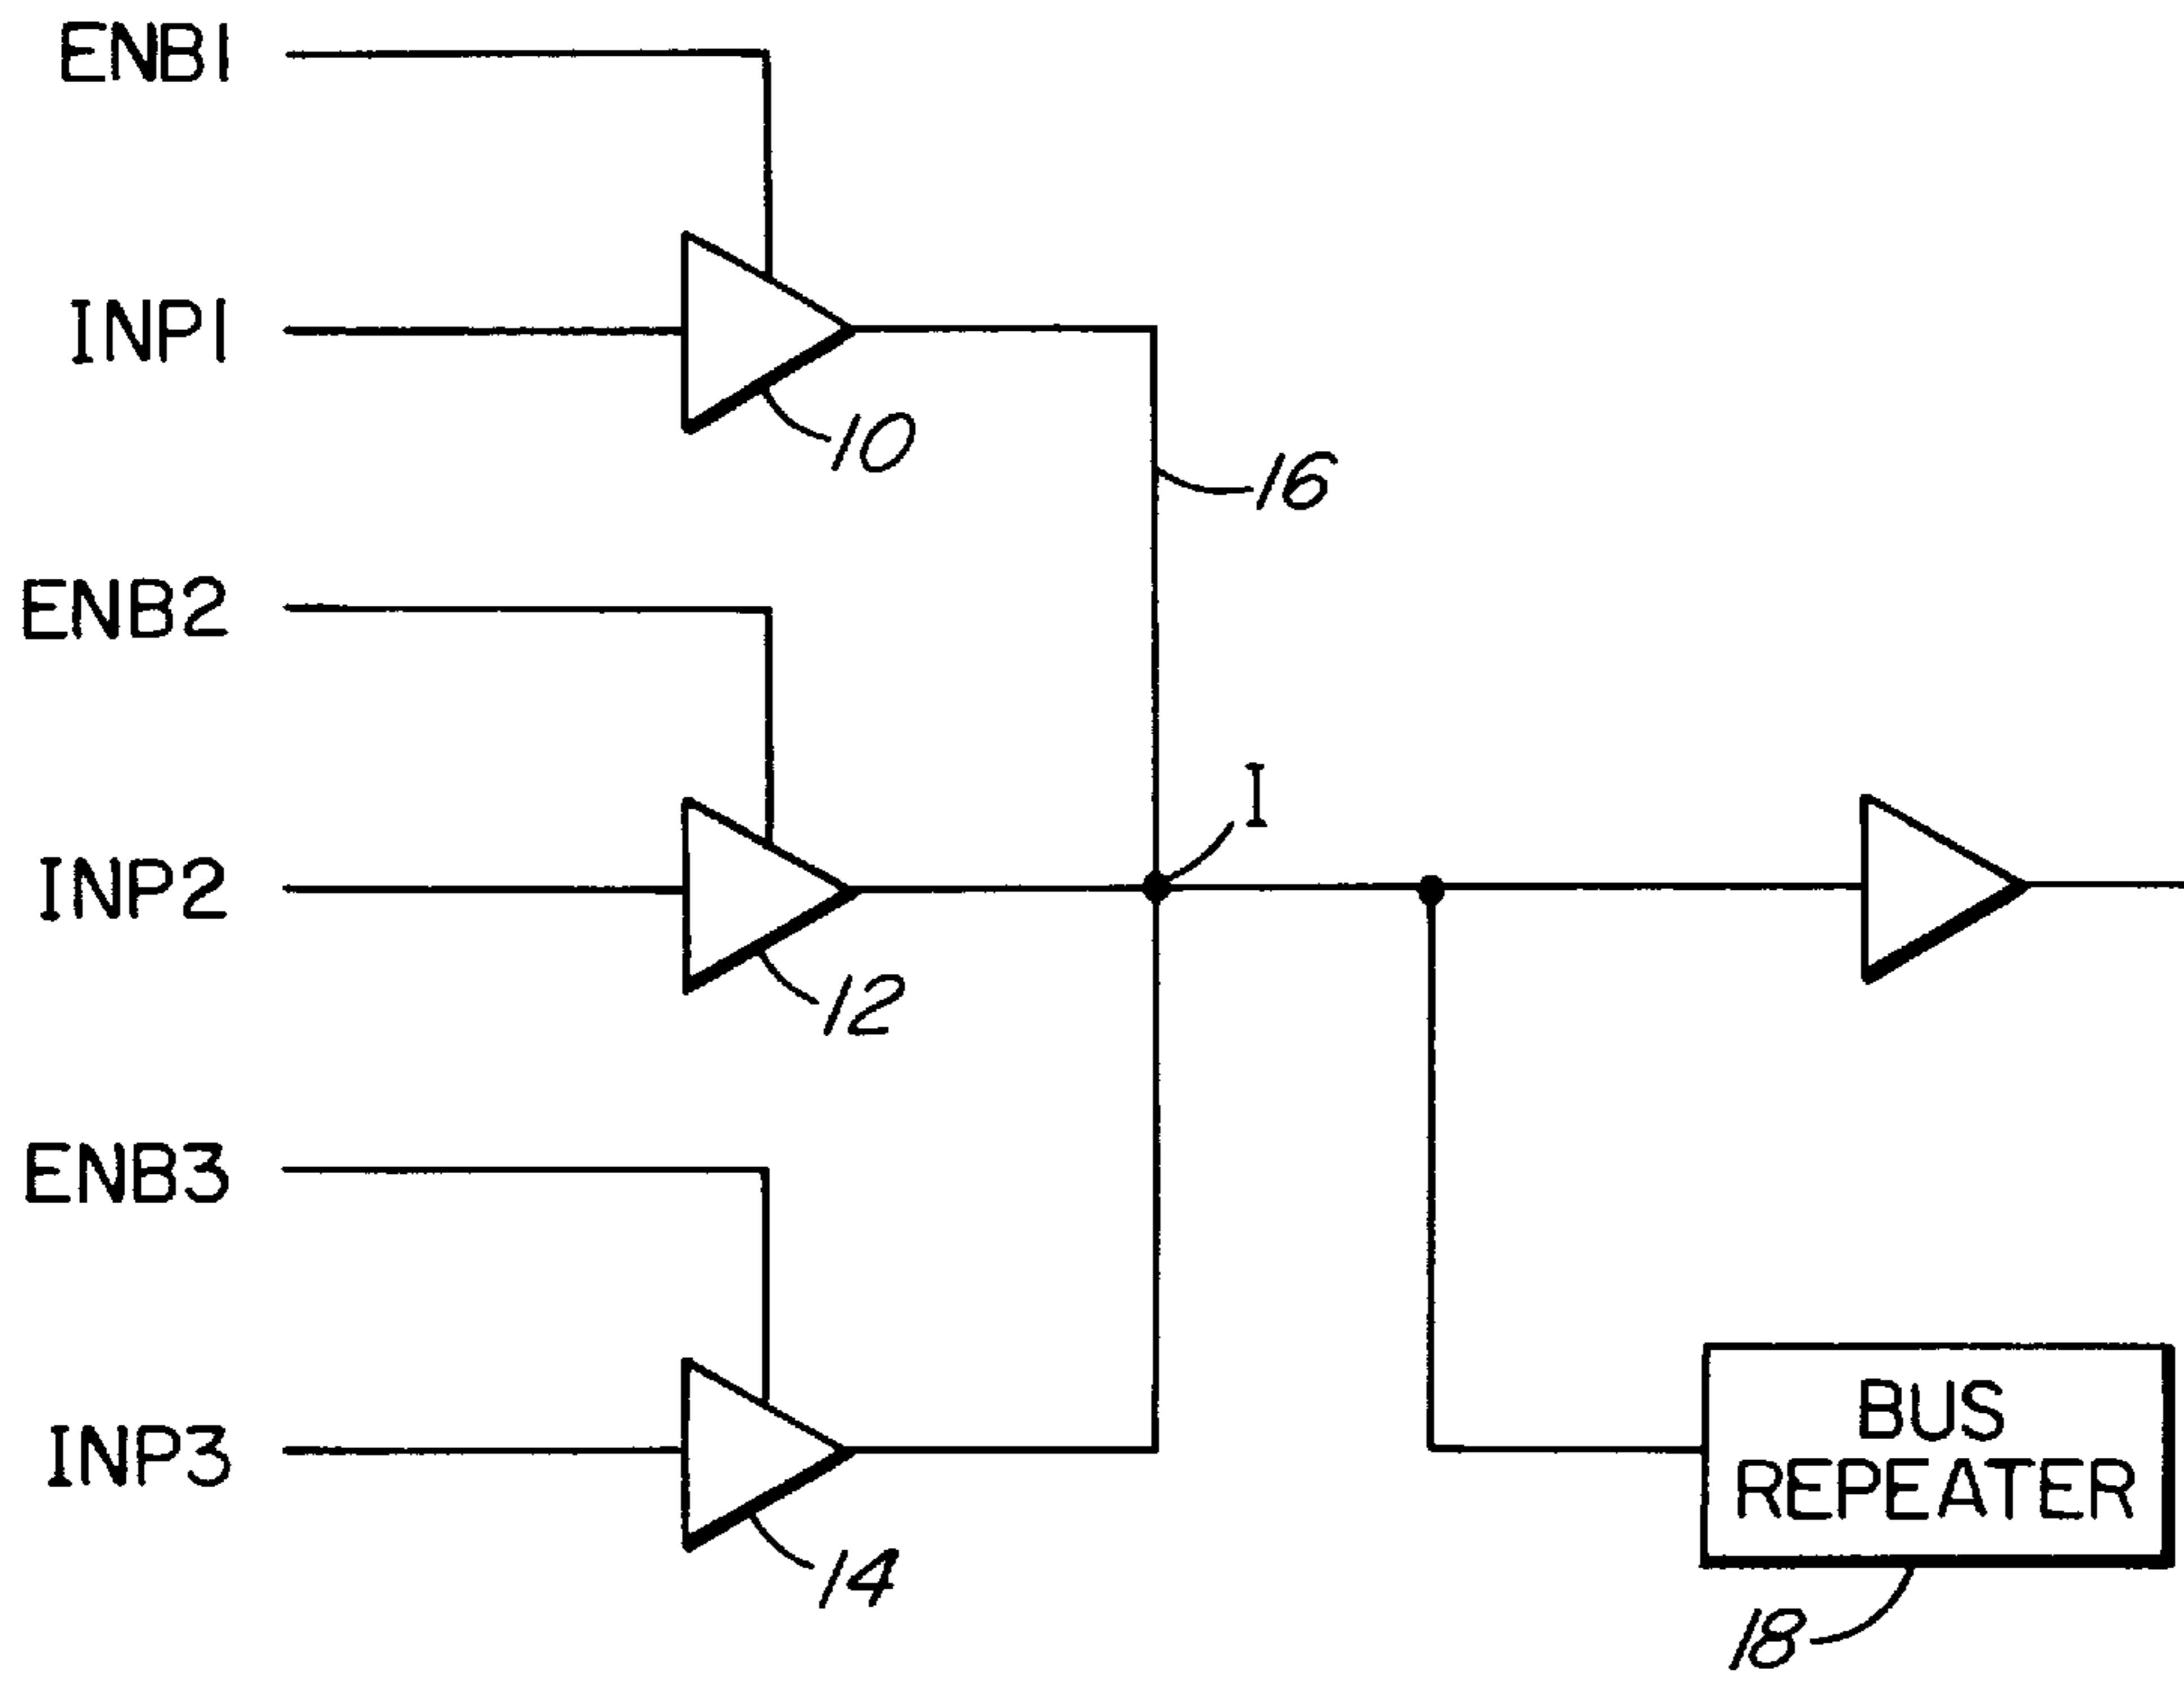 ENB1
INP1
10
16
ENB2
I
INP2
12
ENB3
INP3
14
BUS
REPEATER
18